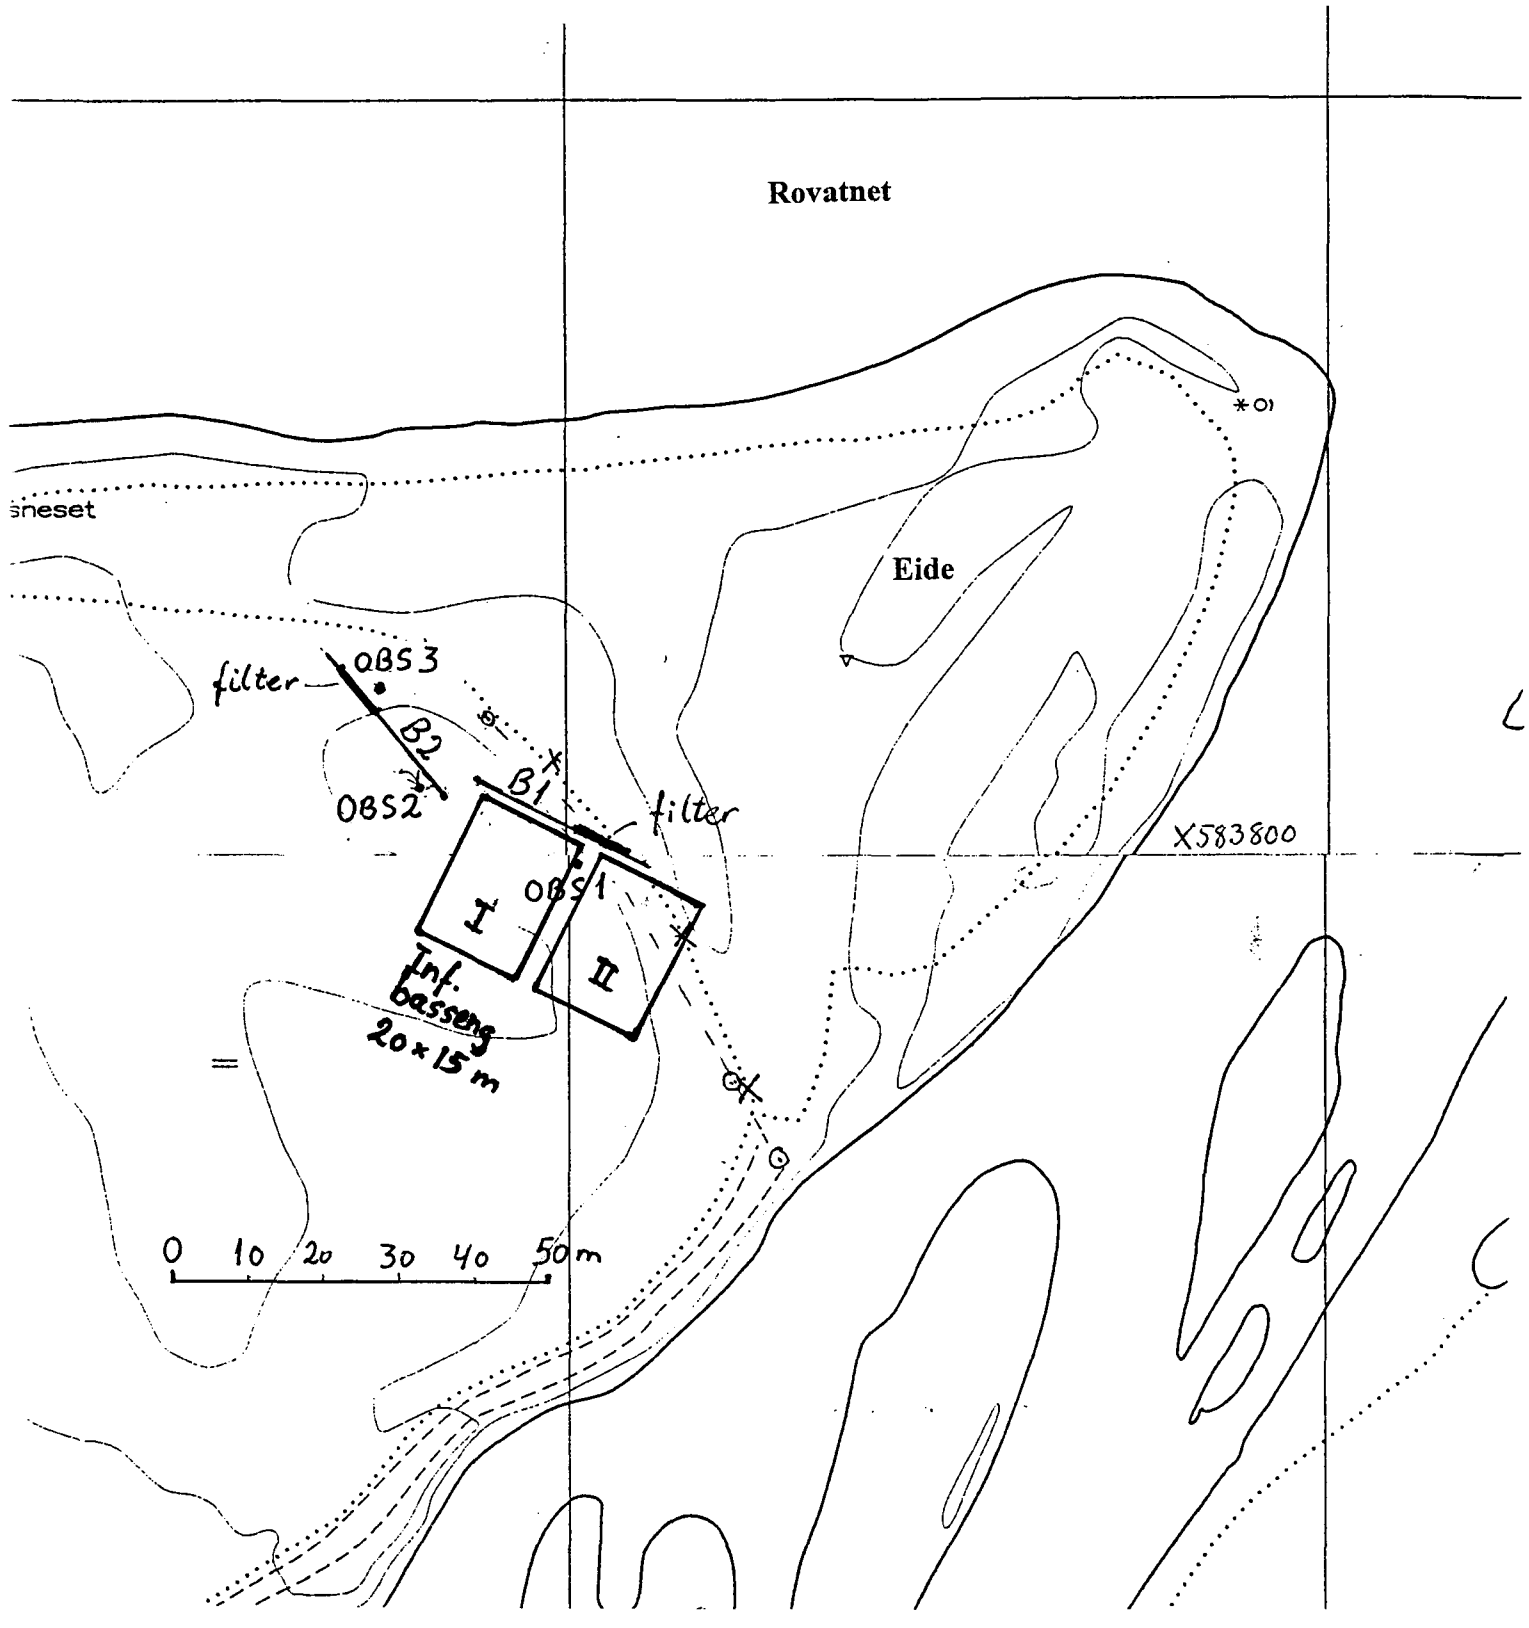 Rovatnet
sneset
Eide
OBS3
filter
B2
OBS2
B1
filter
X583800
OBS1
I
II
Inf.
basseng
20 x 15 m
0 10 20 30 40 50 m